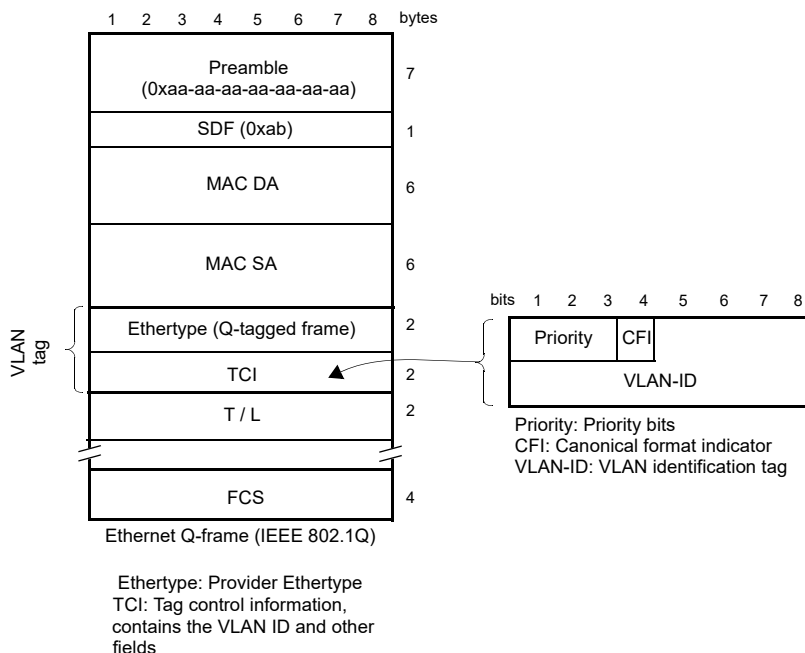 1 2 3 4 5 6 7 8 bytes
Preamble
(0xaa-aa-aa-aa-aa-aa-aa)
7
SDF (0xab)
1
MAC DA
6
MAC SA
6
VLAN
tag
Ethertype (Q-tagged frame)
2
TCI
2
T / L
2
FCS
4
Ethernet Q-frame (IEEE 802.1Q)
Ethertype: Provider Ethertype
TCI: Tag control information,
contains the VLAN ID and other
fields
bits 1 2 3 4 5 6 7 8
Priority CFI
VLAN-ID
Priority: Priority bits
CFI: Canonical format indicator
VLAN-ID: VLAN identification tag